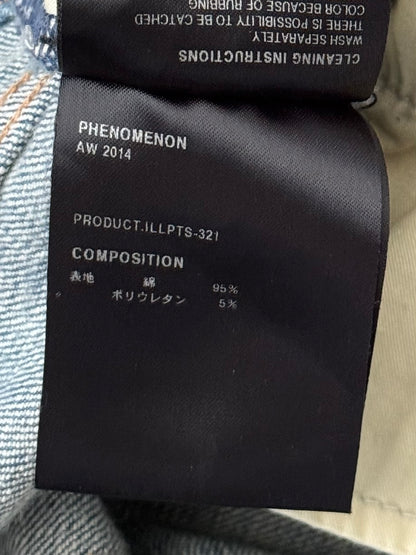 CLEANING INSTRUCTIONS
WASH SEPARATELY.
THERE IS POSSIBILITY TO BE CATCHED
COLOR BECAUSE OF RUBBING
PHENOMENON
AW 2014
PRODUCT.ILLPTS-321
COMPOSITION
表地 綿 95%
ポリウレタン 5%